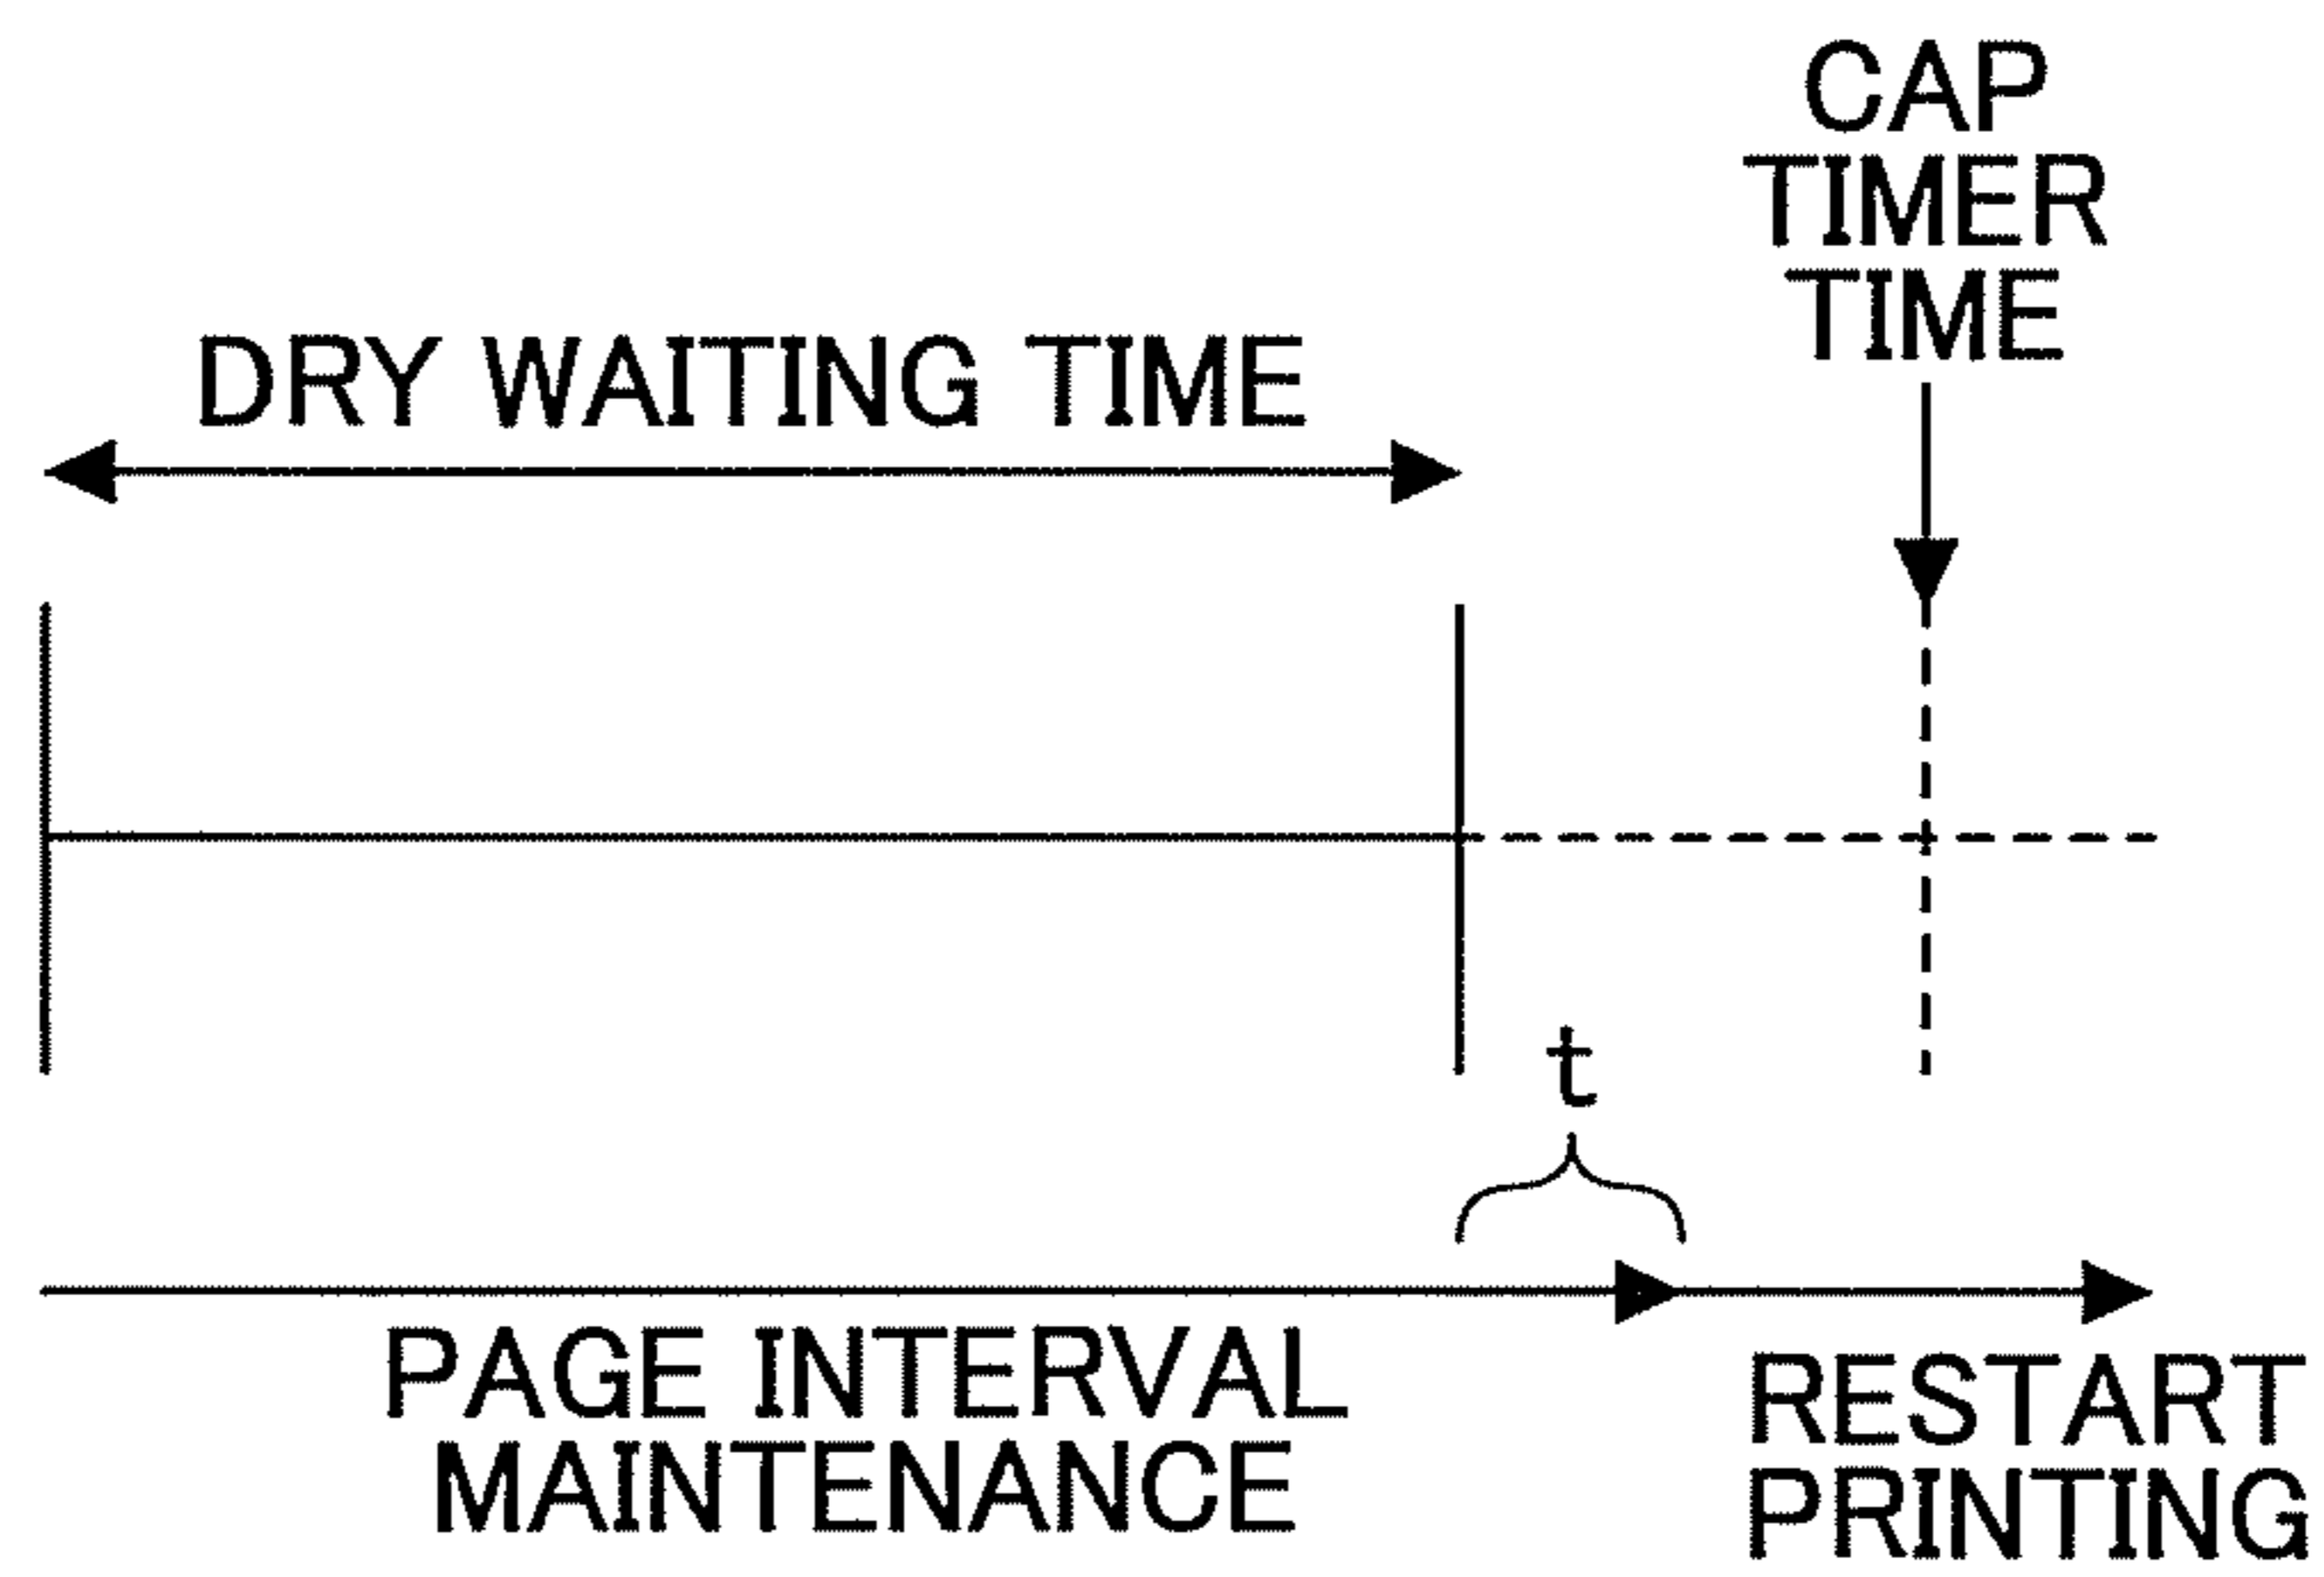 CAP
TIMER
TIME
DRY WAITING TIME
t
PAGE INTERVAL
MAINTENANCE
RESTART
PRINTING